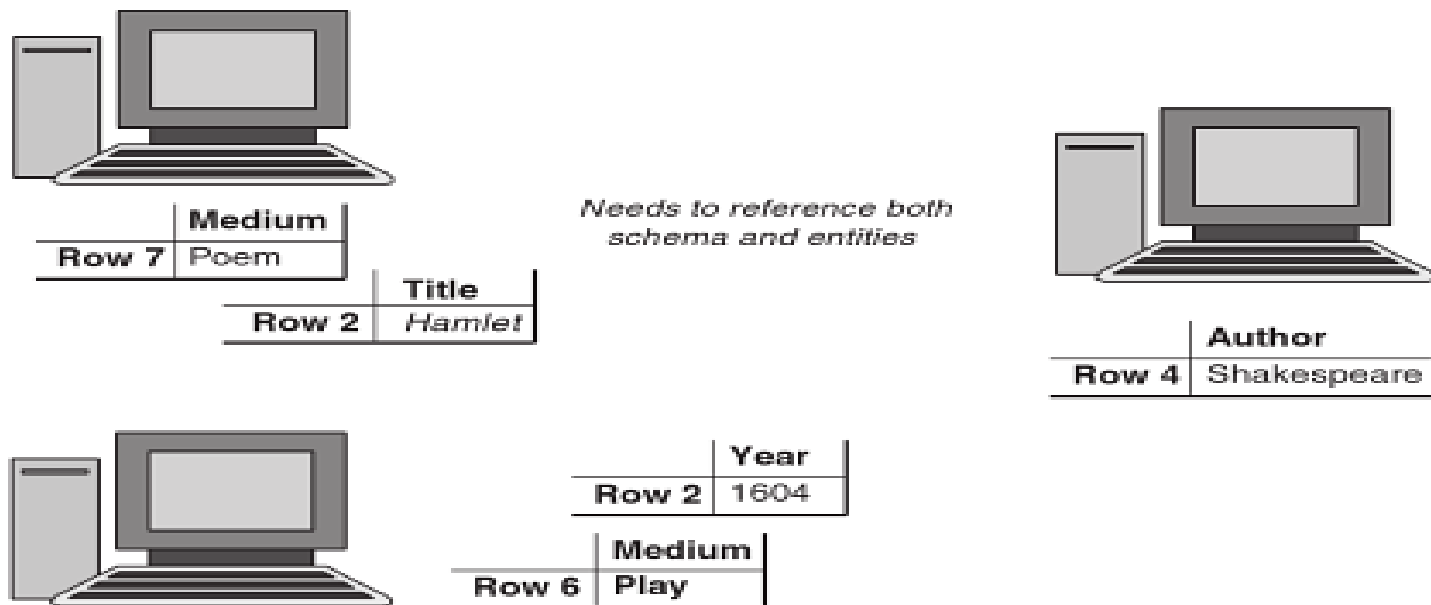 Medium
Row 7 Poem
Title
Row 2 Hamlet
Needs to reference both
schema and entities
Author
Row 4 Shakespeare
Year
Row 2 1604
Medium
Row 6 Play